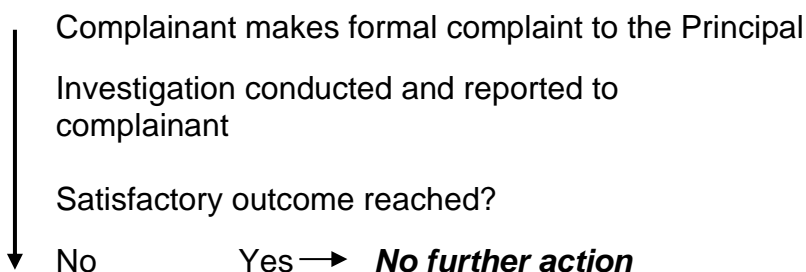 Complainant makes formal complaint to the Principal
Investigation conducted and reported to
complainant
Satisfactory outcome reached?
No Yes No further action